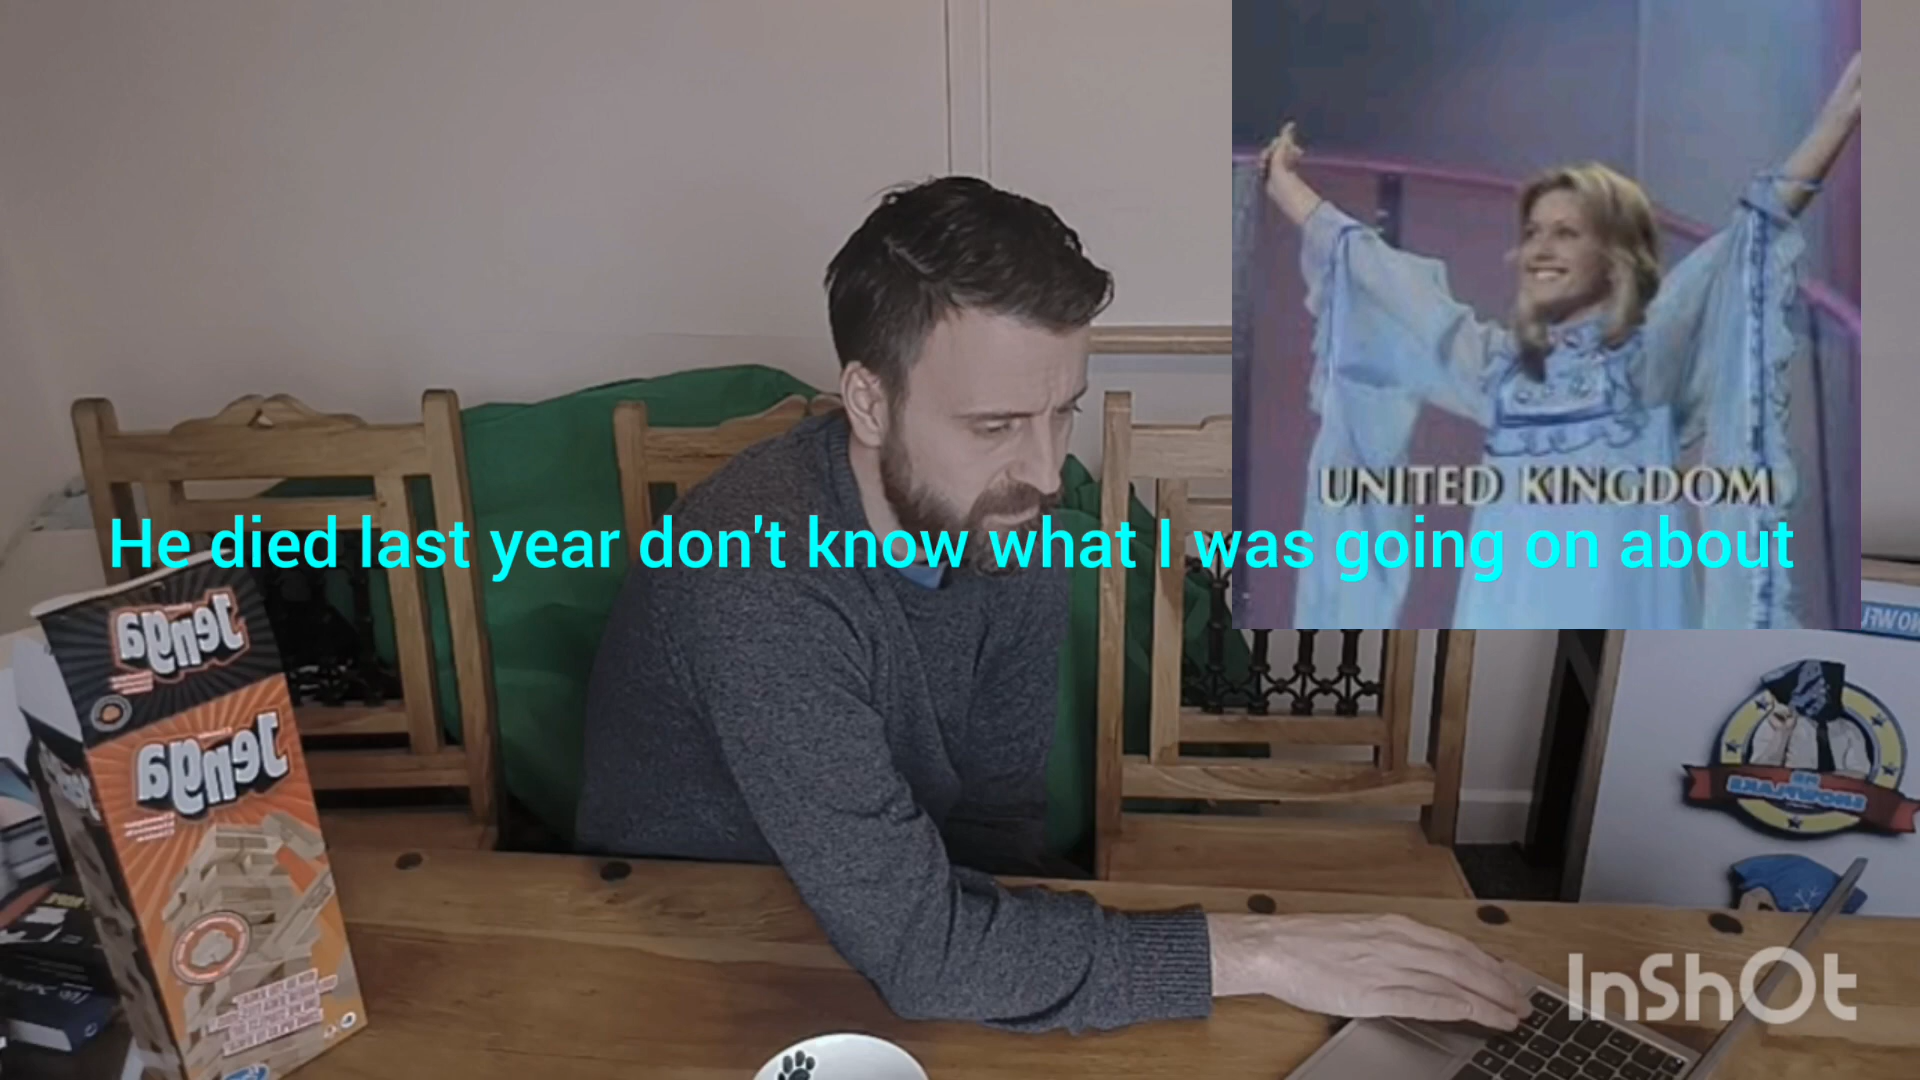 UNITED KINGDOM
He died last year don't know what I was going on about
Jenga
Jenga
InShOt